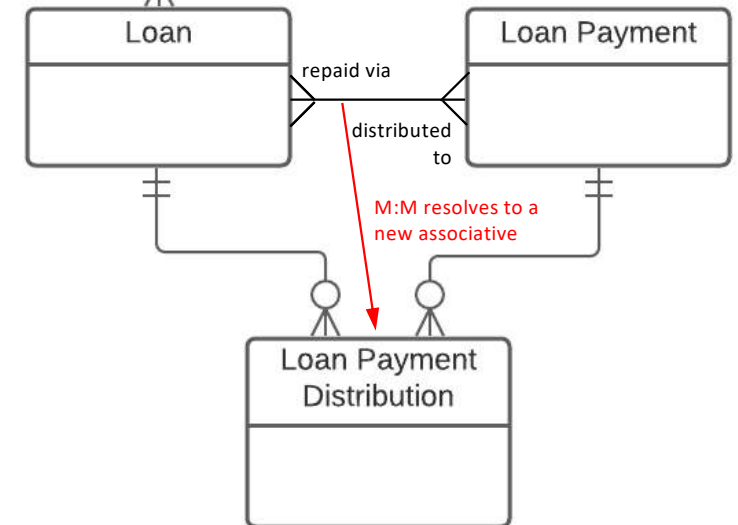 Loan
Loan Payment
repaid via
distributed
to
M:M resolves to a
new associative
Loan Payment
Distribution